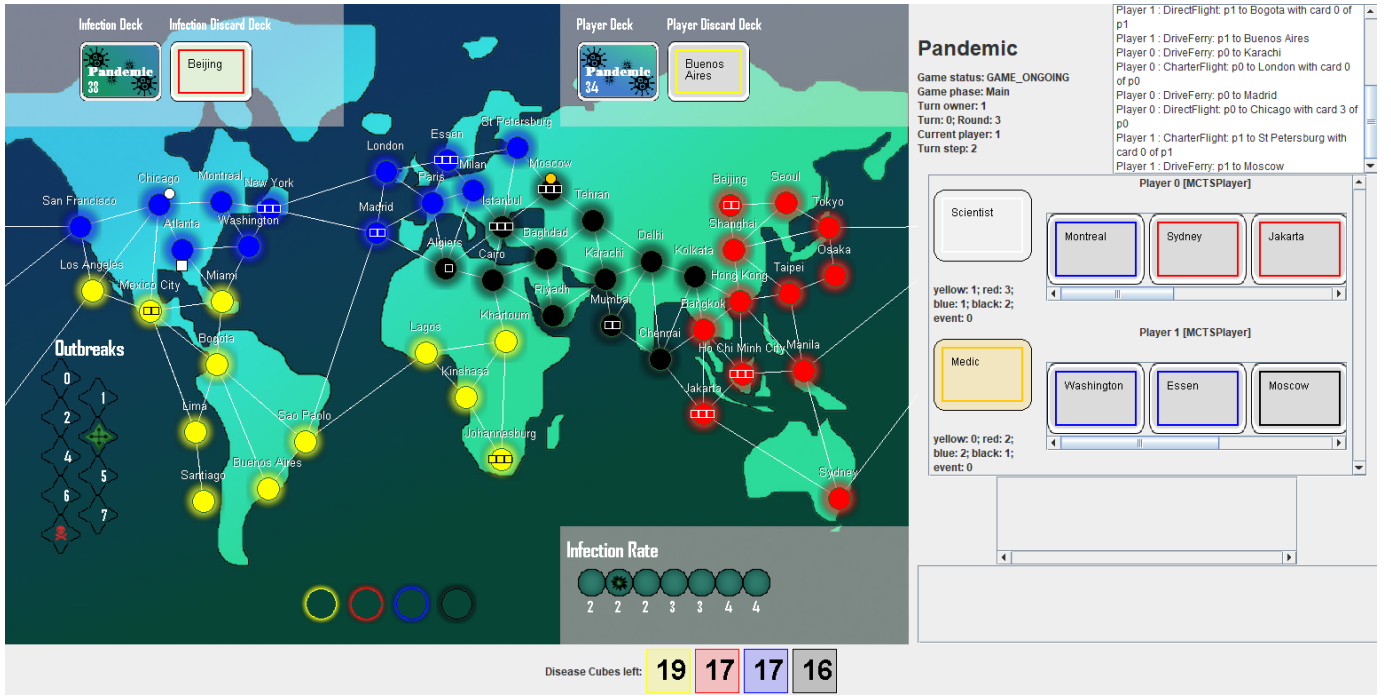 Infection Deck
Infection Discard Deck
Pandemic
38
Beijing
Player Deck
Player Discard Deck
Pandemic
34
Buenos
Aires
St Petersburg
Essen
London
Milan
Moscow
Chicago
Montreal
New York
San Francisco
Paris
Istanbul
Tehran
Beijing
Seoul
Atlanta
Washington
Madrid
Shanghai
Tokyo
Algiers
Cairo
Baghdad
Delhi
Karachi
Kolkata
Osaka
Los Angeles
Miami
Mexico City
Hong Kong
Taipei
Riyadh
Mumbai
Bangkok
Khartoum
Lagos
Chennai
Bogota
Ho Chi Minh City
Manila
Outbreaks
0
1
2
4
5
6
7
Kinshasa
Jakarta
Lima
Sao Paolo
Johannesburg
Santiago
Buenos Aires
Sydney
Infection Rate
2 2 2 3 3 4 4
Disease Cubes left: 19 17 17 16
Pandemic
Game status: GAME_ONGOING
Game phase: Main
Turn owner: 1
Turn: 0; Round: 3
Current player: 1
Turn step: 2
Player 1 : DirectFlight: p1 to Bogota with card 0 of
p1
Player 1 : DriveFerry: p1 to Buenos Aires
Player 0 : DriveFerry: p0 to Karachi
Player 0 : CharterFlight: p0 to London with card 0
of p0
Player 0 : DriveFerry: p0 to Madrid
Player 0 : DirectFlight: p0 to Chicago with card 3 of
p0
Player 1 : CharterFlight: p1 to St Petersburg with
card 0 of p1
Player 1 : DriveFerry: p1 to Moscow
Player 0 [MCTSPlayer]
Scientist
Montreal
Sydney
Jakarta
yellow: 1; red: 3;
blue: 1; black: 2;
event: 0
Player 1 [MCTSPlayer]
Medic
Washington
Essen
Moscow
yellow: 0; red: 2;
blue: 2; black: 1;
event: 0